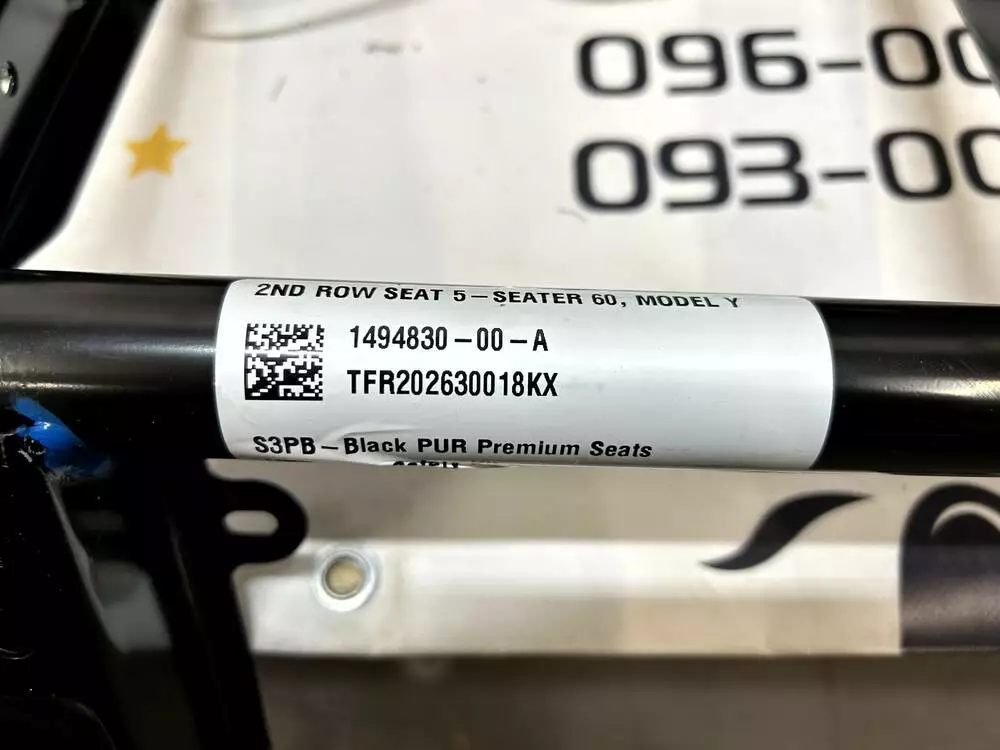 096-00
093-00
2ND ROW SEAT 5-SEATER 60, MODEL Y
1494830-00-A
TFR202630018KX
S3PB-Black PUR Premium Seats